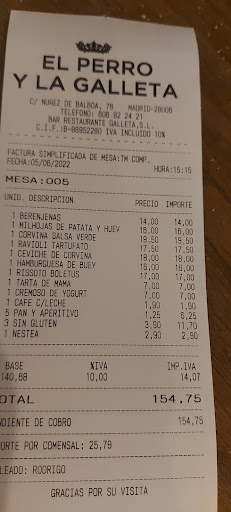 EL PERRO
Y LA GALLETA
C/ NUÑEZ DE BALBOA, 76 MADRID-28006
TELEFONO: 606 82 24 21
BAR RESTAURANTE GALLETA,S.L.
C.I.F.:B-86952290 IVA INCLUIDO 10%
FACTURA SIMPLIFICADA DE MESA:TM COMP.
FECHA:05/06/2022 HORA:15:15
MESA:005
UNID. DESCRIPCION PRECIO IMPORTE
1 BERENJENAS 14,00 14,00
1 MILHOJAS DE PATATA Y HUEV 16,00 16,00
1 CORVINA SALSA VERDE 19,50 19,50
1 RAVIOLI TARTUFATO 17,50 17,50
1 CEVICHE DE CORVINA 18,00 18,00
1 HAMBURGUESA DE BUEY 16,00 16,00
1 RISSOTO BOLETUS 17,00 17,00
1 TARTA DE MAMA 7,00 7,00
1 CREMOSO DE YOGURT 7,00 7,00
1 CAFE C/LECHE 1,90 1,90
5 PAN Y APERITIVO 1,25 6,25
3 SIN GLUTEN 3,90 11,70
1 NESTEA 2,90 2,90
BASE %IVA IMP.IVA
140,68 10,00 14,07
OTAL 154,75
NDIENTE DE COBRO 154,75
ORTE POR COMENSAL: 25,79
LEADO: RODRIGO
GRACIAS POR SU VISITA